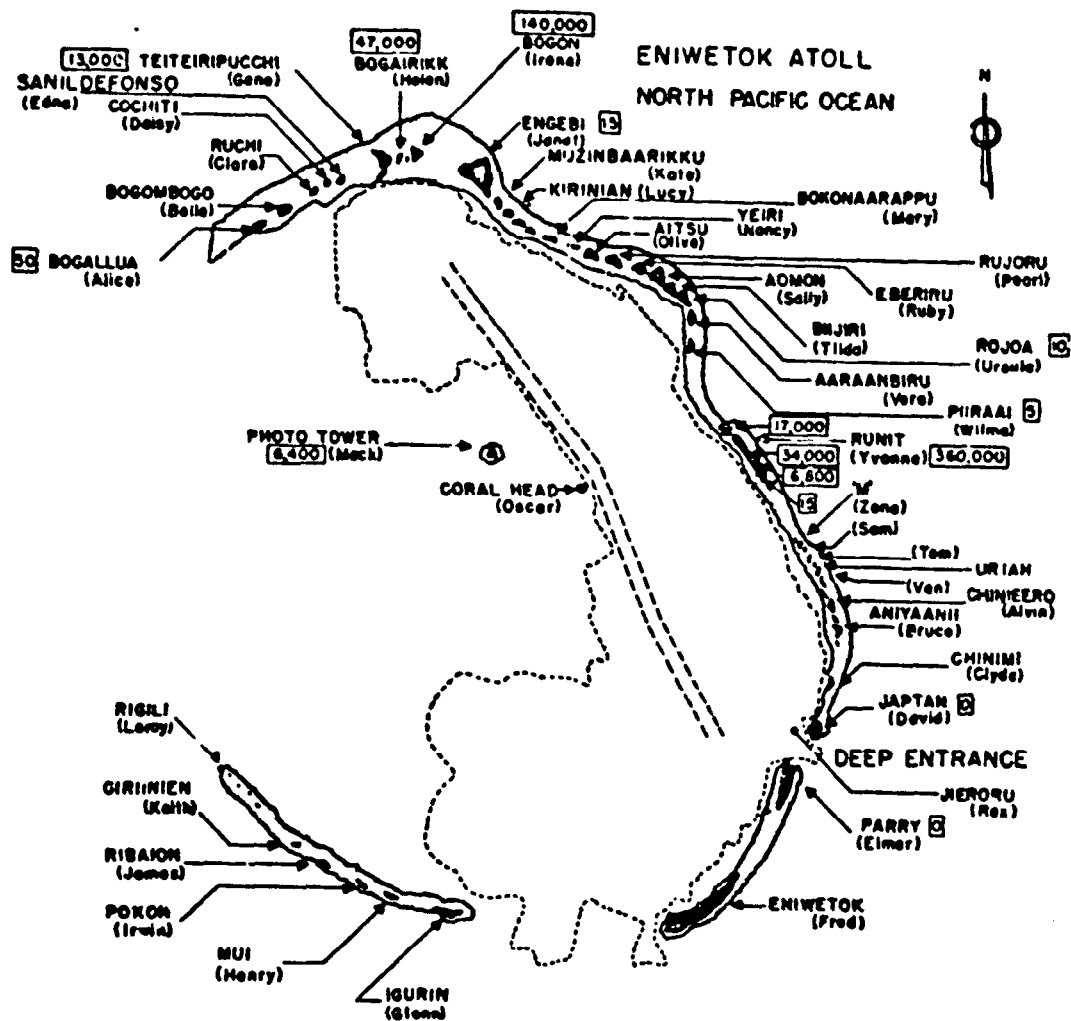 ENIWETOK ATOLL
NORTH PACIFIC OCEAN
N
140,000
BOGON
(Irene)
47,000
BOGAIRIKK
(Helen)
13,000 TEITEIRIPUCCHI
(Gene)
SANILDEFONSO
(Edna)
COCHITI
(Daisy)
RUCHI
(Clara)
BOGOMBOGO
(Belle)
50 BOGALLUA
(Alice)
ENGEBI 15
(Janet)
MUZINBAARIKKU
(Kate)
KIRINIAN (Lucy)
BOKONAARAPPU
(Mary)
YEIRI
(Nancy)
AITSU
(Olive)
RUJORU
(Pearl)
AOMON
(Sally)
EBERIRU
(Ruby)
BIIJIRI
(Tilda)
ROJOA 10
(Ursula)
AARAANBIRU
(Vera)
PIIRAAI 5
(Wilma)
17,000
RUNIT
34,000 (Yvonne) 360,000
6,800
15
"M"
(Zona)
(Sam)
(Tom)
URIAH
(Van)
CHINIEERO
(Alvin)
ANIYAANII
(Bruce)
CHINIMI
(Clyde)
JAPTAN 0
(David)
DEEP ENTRANCE
JIERORU
(Rex)
PARRY 0
(Elmer)
ENIWETOK
(Fred)
PHOTO TOWER
6,400 (Mack)
CORAL HEAD
(Oscar)
RIGILI
(Leroy)
GIRIINIEN
(Keith)
RIBAION
(James)
POKON
(Irwin)
MUI
(Henry)
IGURIN
(Glenn)